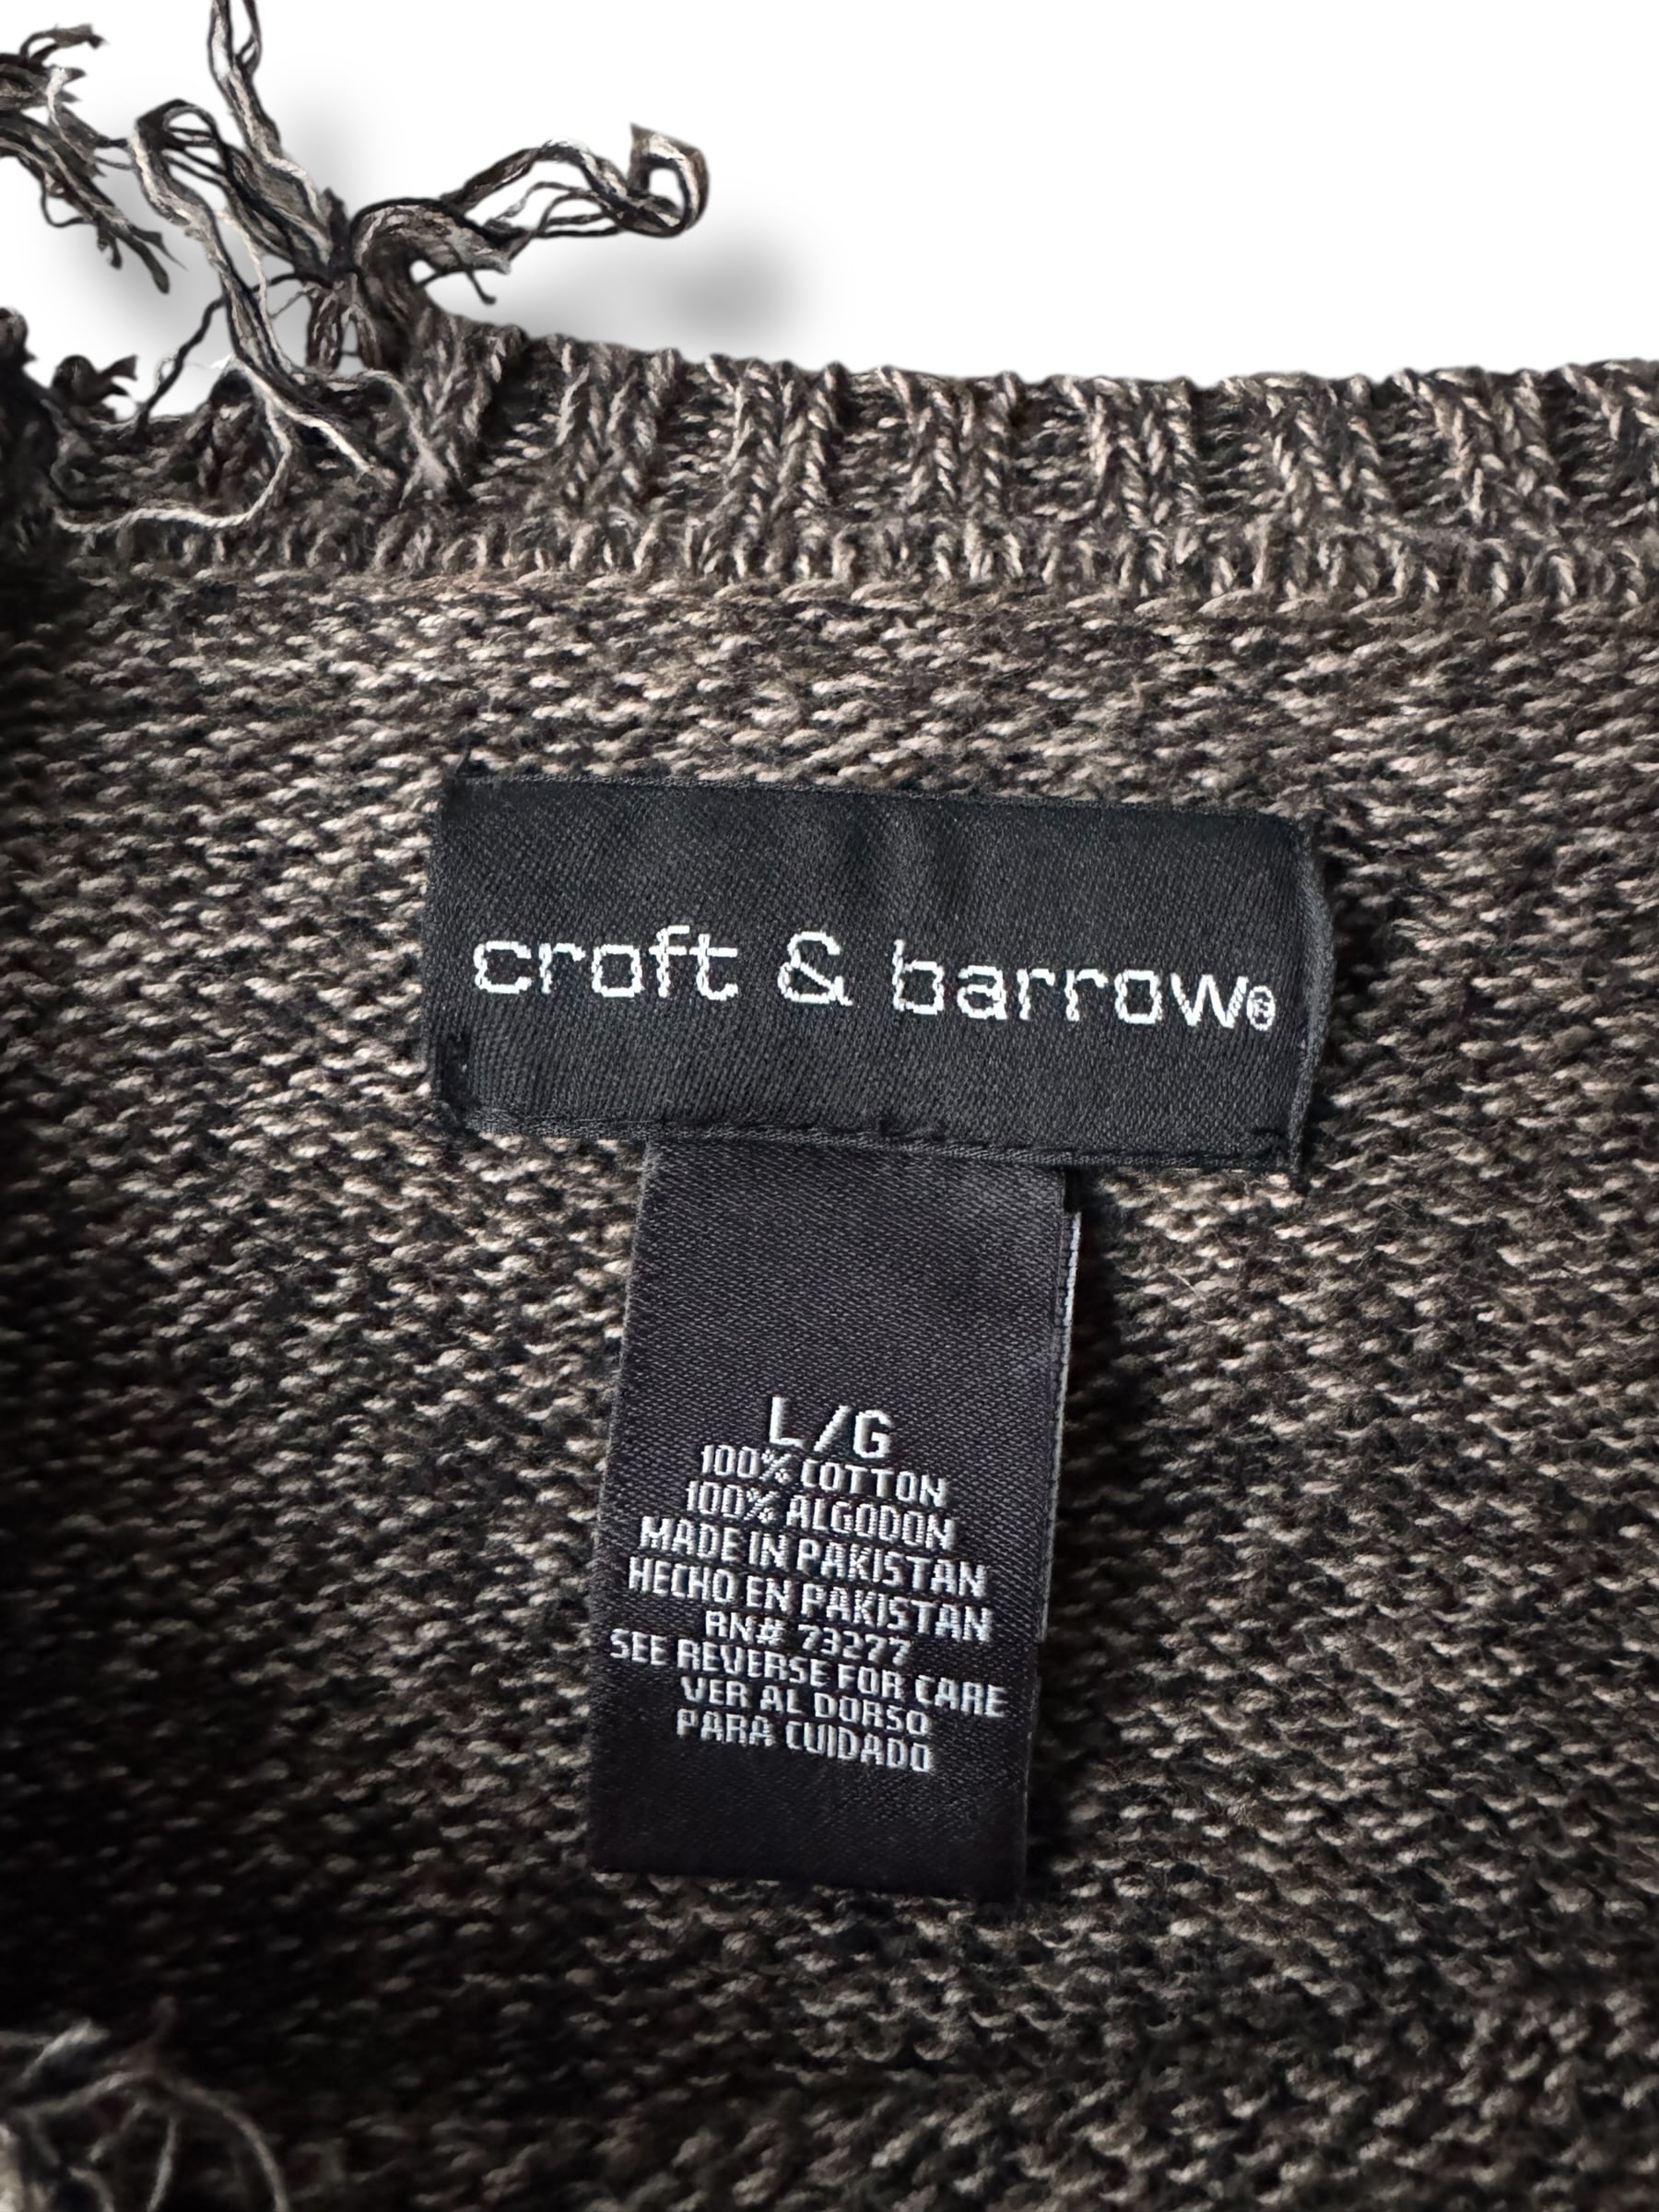 croft & barrow®
L/G
100% COTTON
100% ALGODON
MADE IN PAKISTAN
HECHO EN PAKISTAN
RN# 73277
SEE REVERSE FOR CARE
VER AL DORSO
PARA CUIDADO